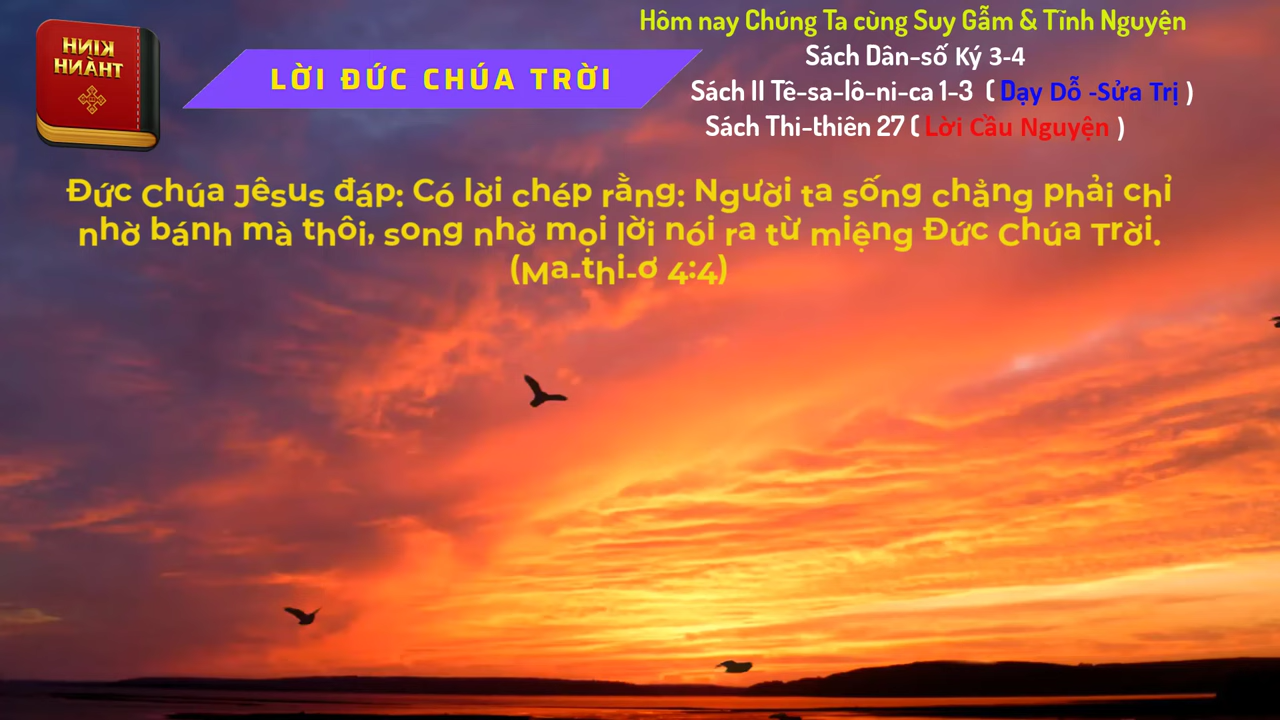 Hôm nay Chúng Ta cùng Suy Gẫm & Tĩnh Nguyện
KINH
THÁNH
LỜI ĐỨC CHÚA TRỜI
Sách Dân-số Ký 3-4
Sách II Tê-sa-lô-ni-ca 1-3 ( Dạy Dỗ -Sửa Trị )
Sách Thi-thiên 27 ( Lời Cầu Nguyện )
Đức Chúa Jêsus đáp: Có lời chép rằng: Người ta sống chẳng phải chỉ
nhờ bánh mà thôi, song nhờ mọi lời nói ra từ miệng Đức Chúa Trời.
(Ma-thi-ơ 4:4)